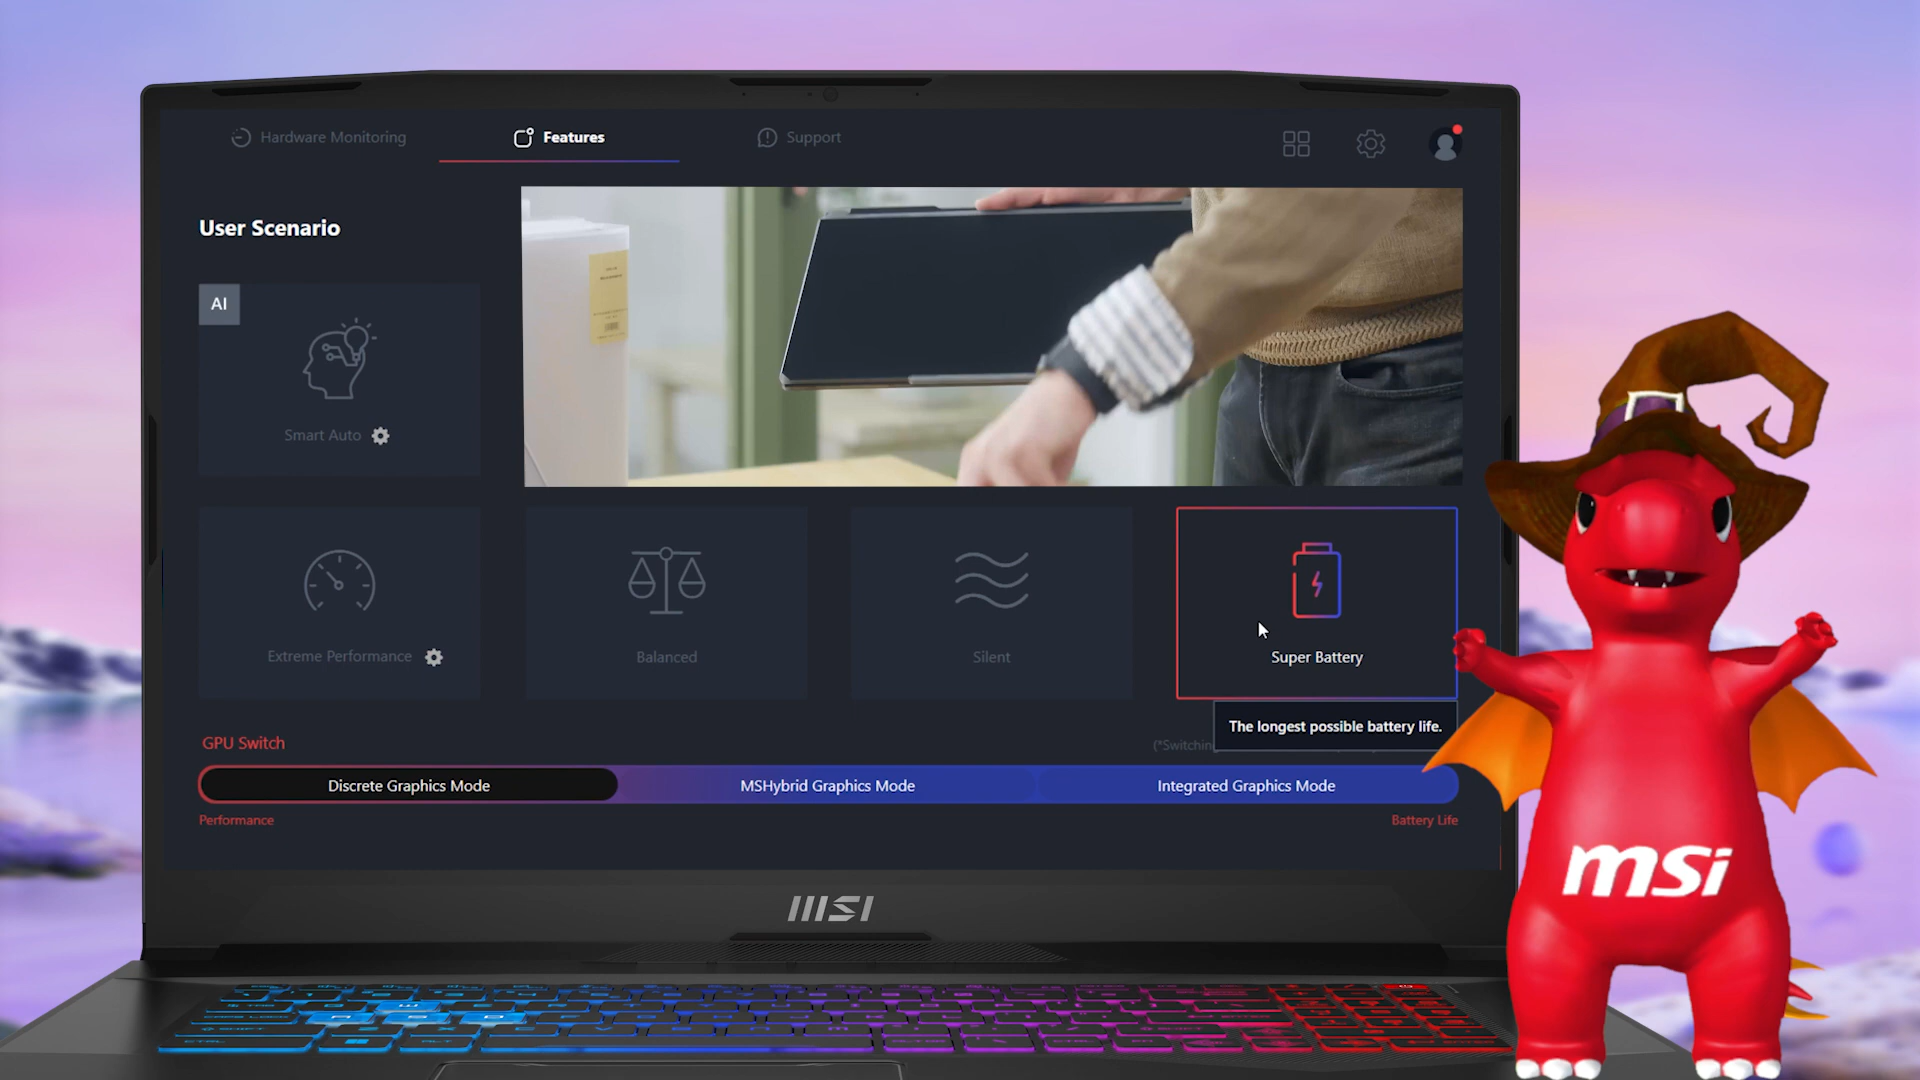 Hardware Monitoring
Features
Support
User Scenario
AI
Smart Auto
Extreme Performance
Balanced
Silent
Super Battery
The longest possible battery life.
GPU Switch
(*Switching
Discrete Graphics Mode
MSHybrid Graphics Mode
Integrated Graphics Mode
Performance
Battery Life
msi
msi